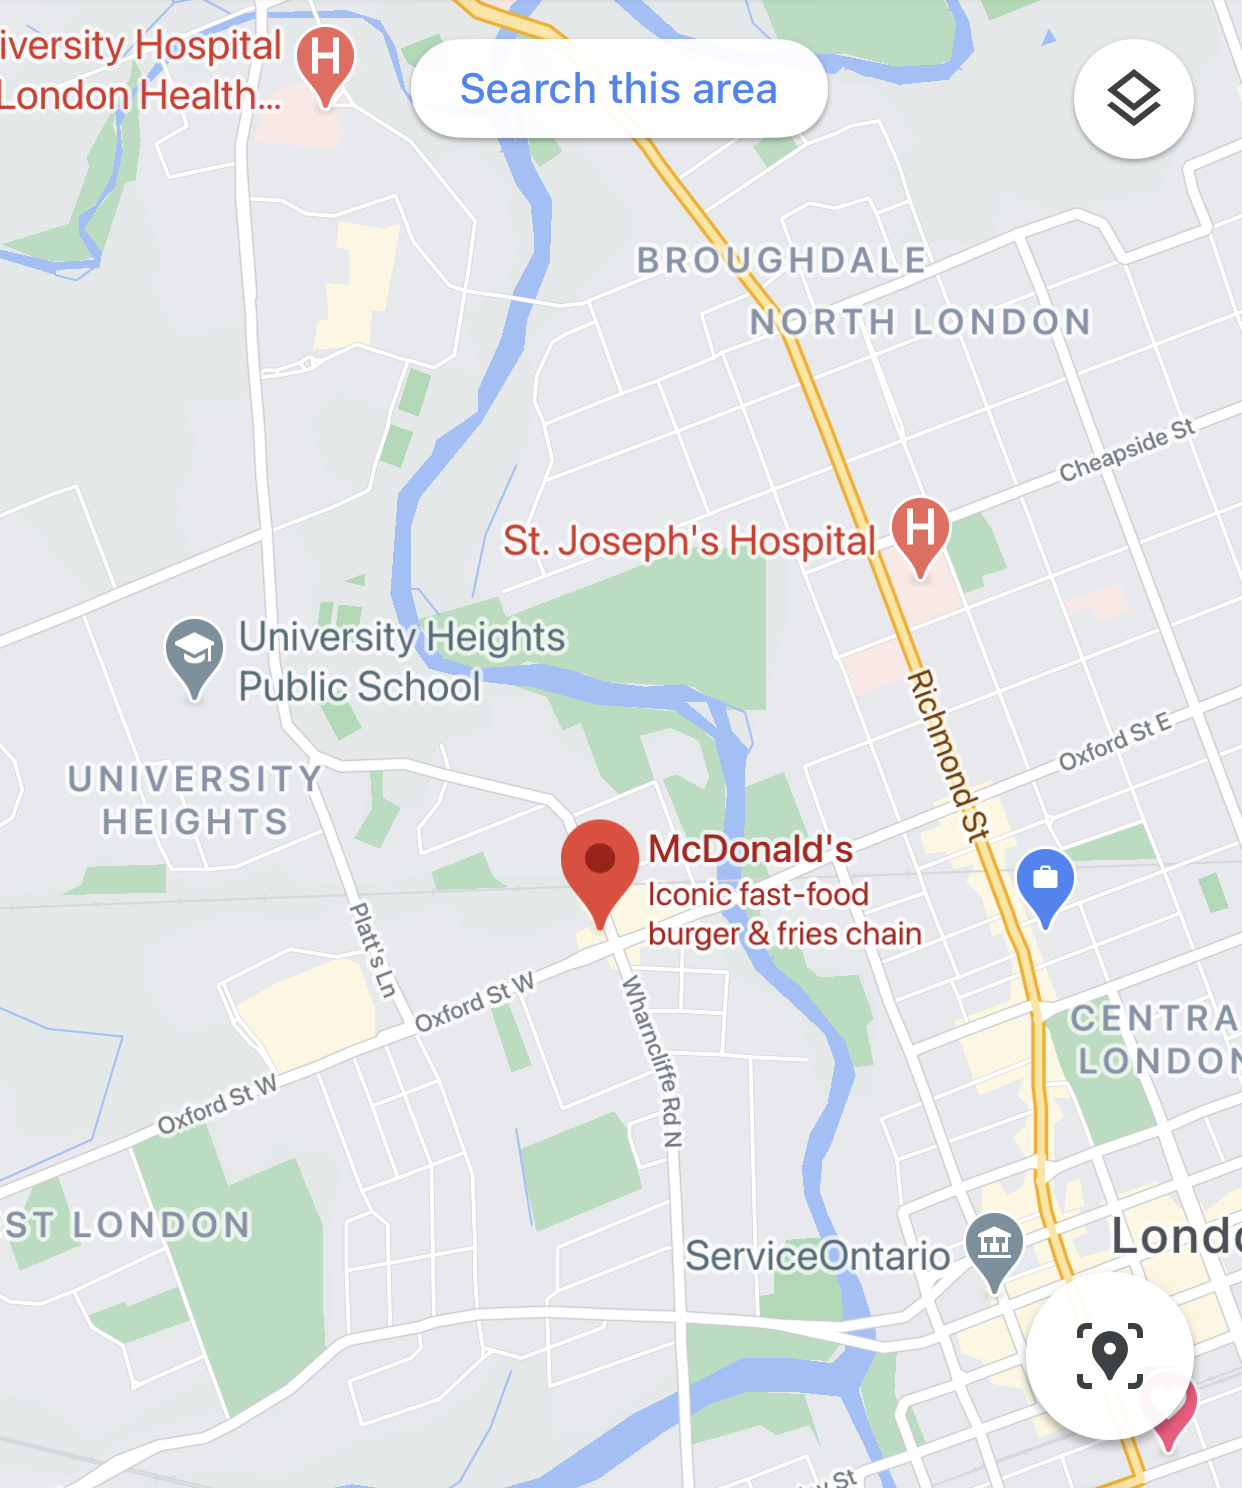 iversity Hospital
London Health...
H
Search this area
BROUGHDALE
NORTH LONDON
Cheapside St
St. Joseph's Hospital
H
University Heights
Public School
Richmond St
Oxford St E
UNIVERSITY
HEIGHTS
McDonald's
Iconic fast-food
burger & fries chain
Platt's Ln
Oxford St W
Wharncliffe Rd N
CENTRA
LONDON
Oxford St W
ST LONDON
ServiceOntario
Londo
y St